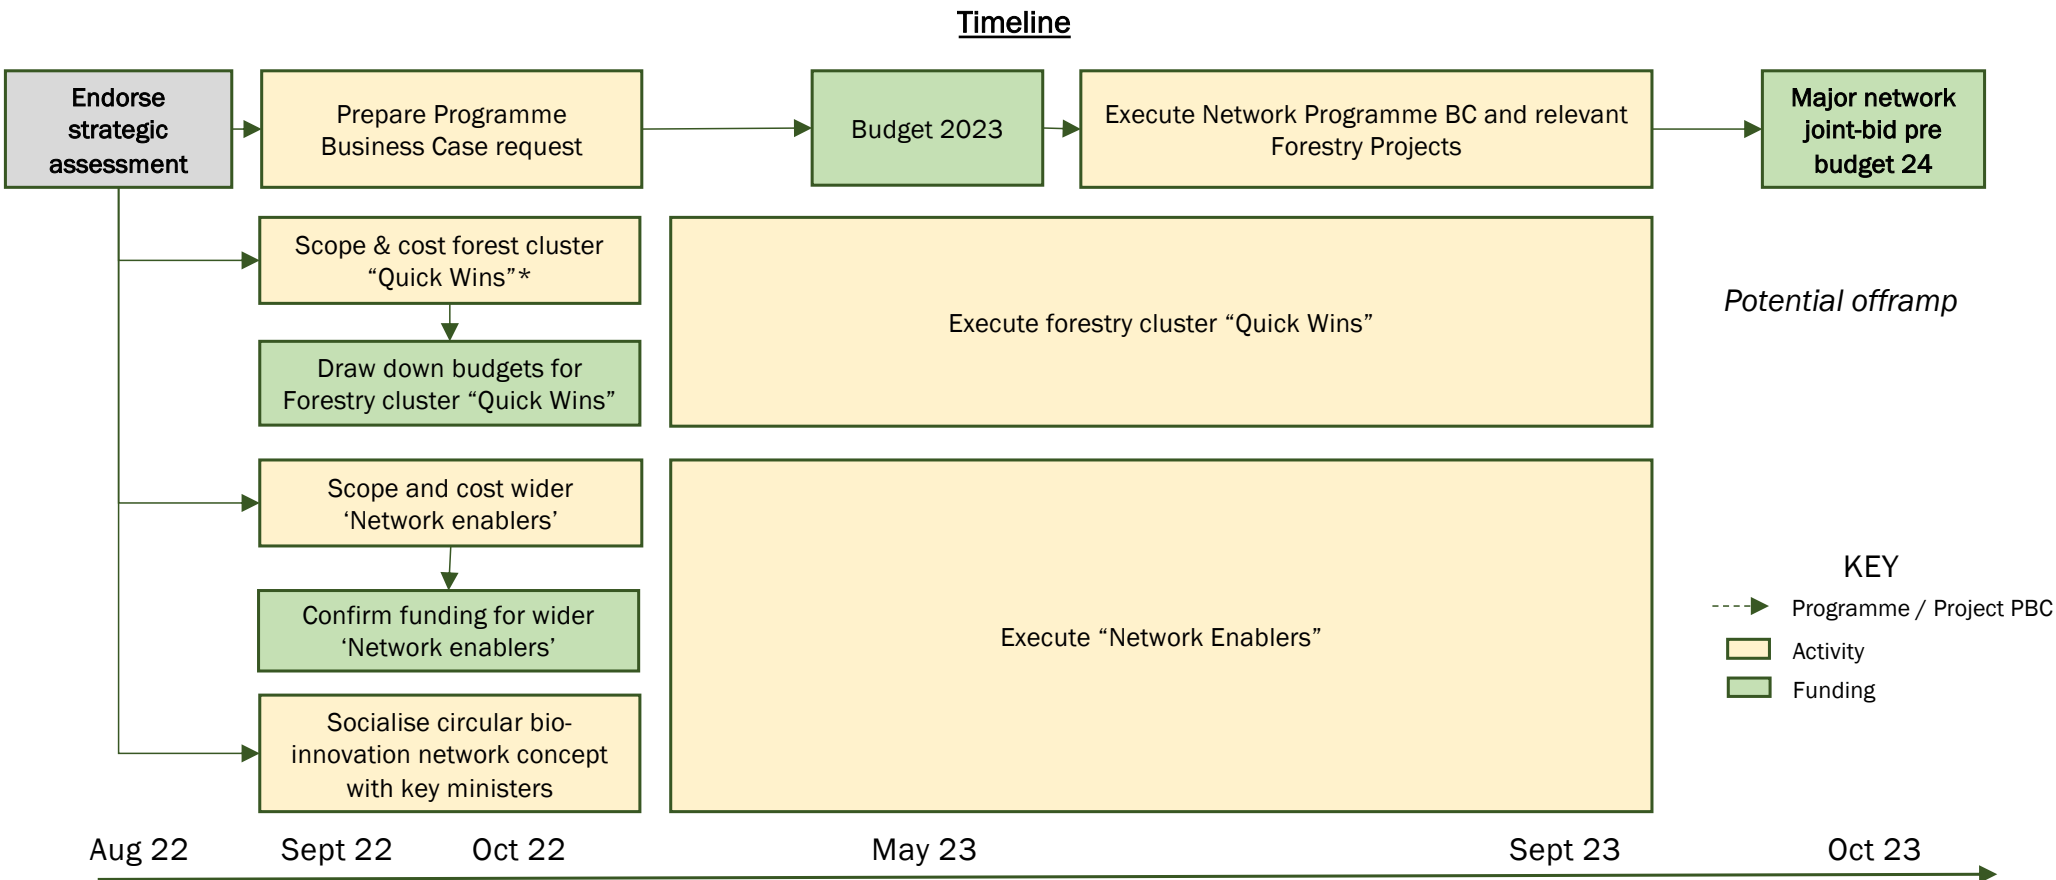 Timeline
Endorse
strategic
assessment
Prepare Programme
Business Case request
Budget 2023
Execute Network Programme BC and relevant
Forestry Projects
Major network
joint-bid pre
budget 24
Scope & cost forest cluster
“Quick Wins”*
Draw down budgets for
Forestry cluster “Quick Wins”
Execute forestry cluster “Quick Wins”
Potential offramp
Scope and cost wider
‘Network enablers’
Confirm funding for wider
‘Network enablers’
Socialise circular bio-
innovation network concept
with key ministers
Execute “Network Enablers”
KEY
Programme / Project PBC
Activity
Funding
Aug 22
Sept 22
Oct 22
May 23
Sept 23
Oct 23